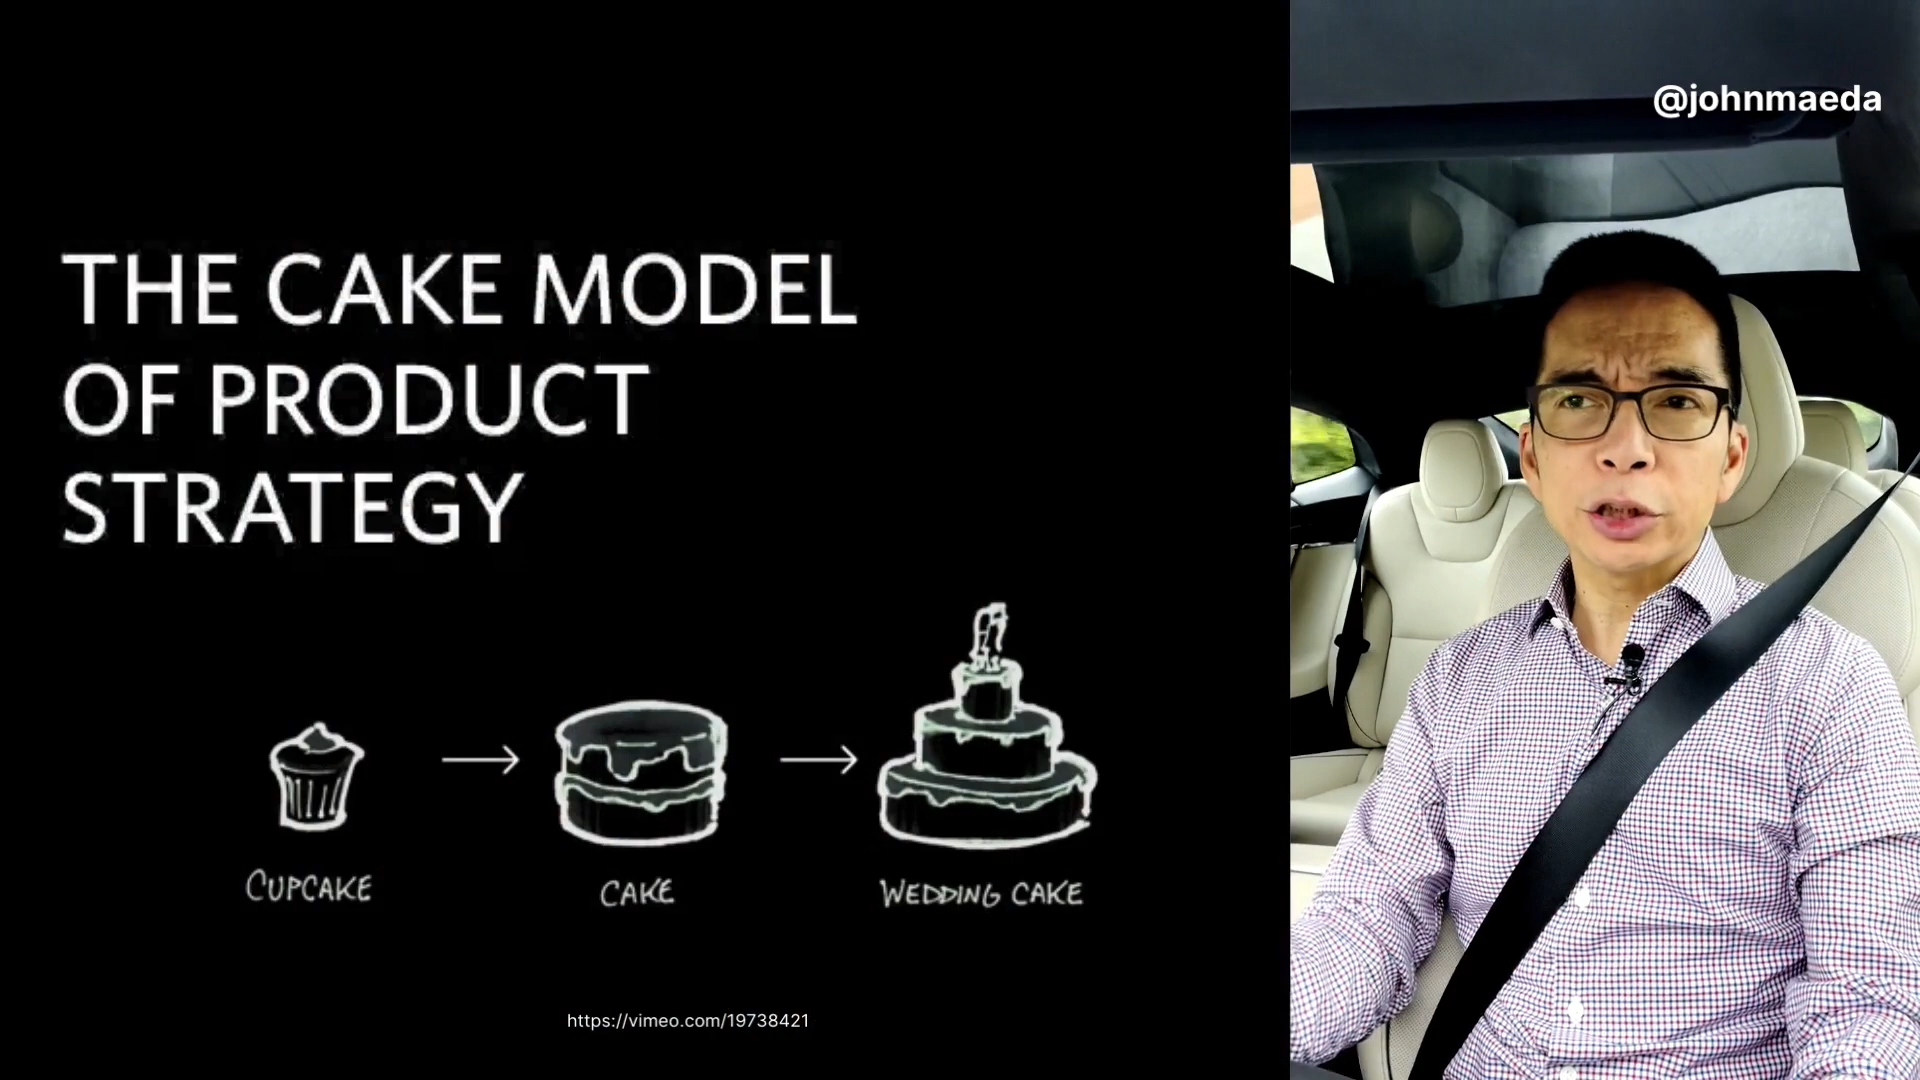 @johnmaeda
THE CAKE MODEL
OF PRODUCT
STRATEGY
CUPCAKE
CAKE
WEDDING CAKE
https://vimeo.com/19738421